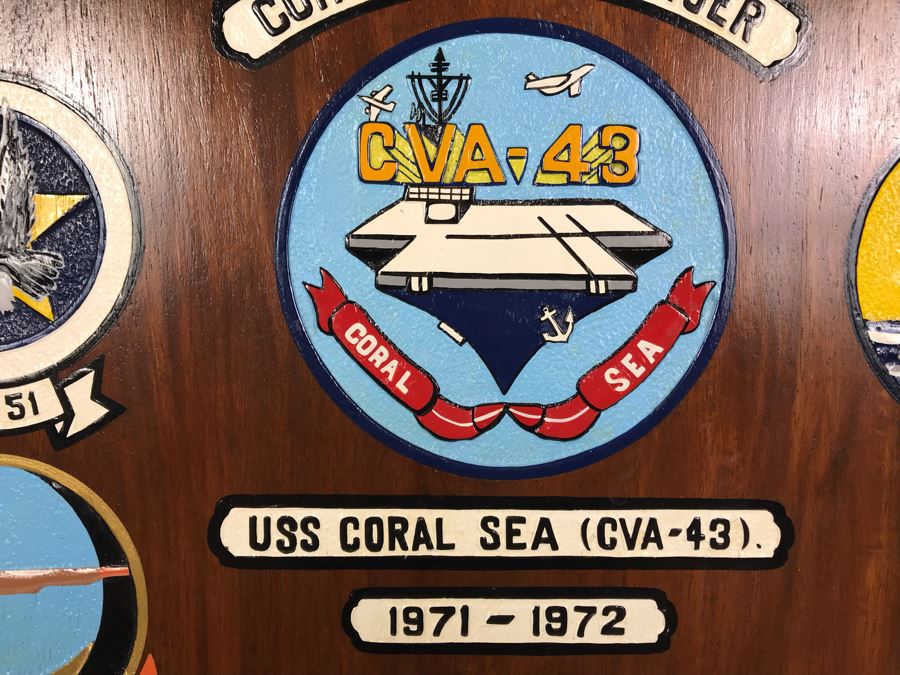 CVA-43
CORAL SEA
51
USS CORAL SEA (CVA-43).
1971 - 1972